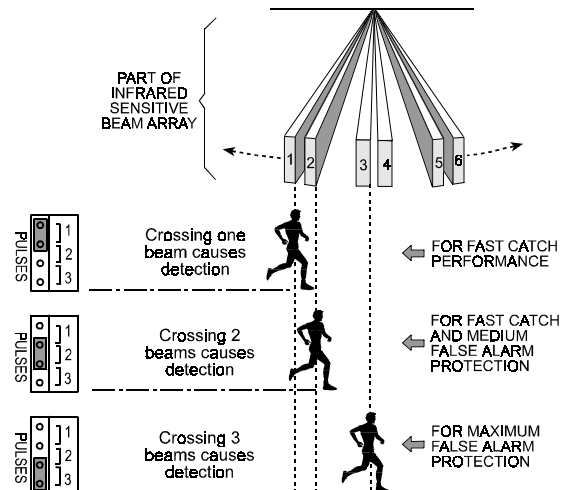 PART OF
INFRARED
SENSITIVE
BEAM ARRAY
1 2 3 4 5 6
PULSES
1
2
3
Crossing one
beam causes
detection
FOR FAST CATCH
PERFORMANCE
PULSES
1
2
3
Crossing 2
beams causes
detection
FOR FAST CATCH
AND MEDIUM
FALSE ALARM
PROTECTION
PULSES
1
2
3
Crossing 3
beams causes
detection
FOR MAXIMUM
FALSE ALARM
PROTECTION